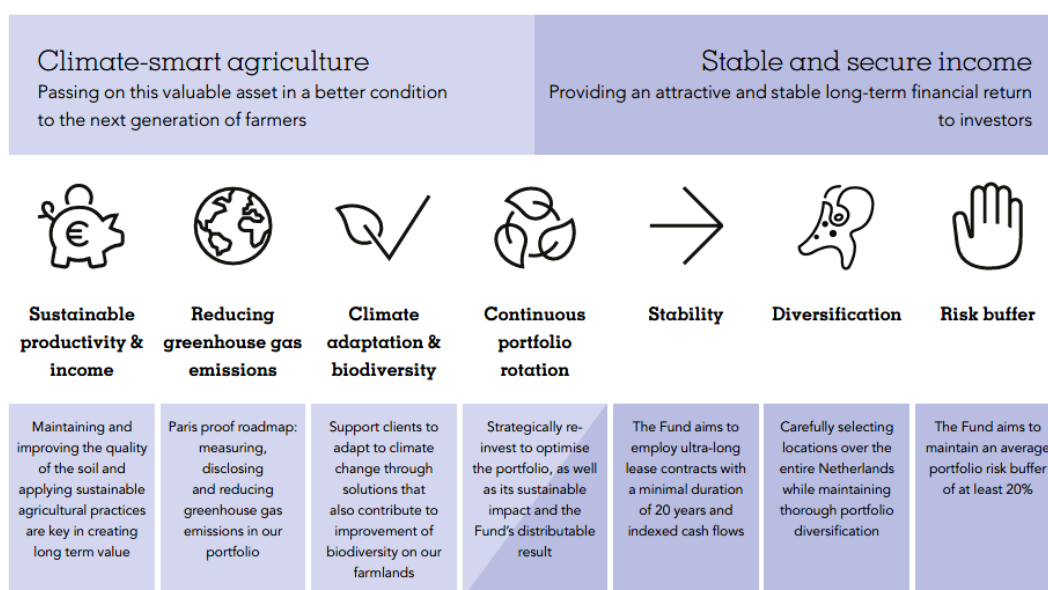 Climate-smart agriculture
Passing on this valuable asset in a better condition
to the next generation of farmers
Stable and secure income
Providing an attractive and stable long-term financial return
to investors
€
Sustainable
productivity &
income
Reducing
greenhouse gas
emissions
Climate
adaptation &
biodiversity
Continuous
portfolio
rotation
Stability
Diversification
Risk buffer
Maintaining and
improving the quality
of the soil and
applying sustainable
agricultural practices
are key in creating
long term value
Paris proof roadmap:
measuring,
disclosing
and reducing
greenhouse gas
emissions in our
portfolio
Support clients to
adapt to climate
change through
solutions that
also contribute to
improvement of
biodiversity on our
farmlands
Strategically re-
invest to optimise
the portfolio, as well
as its sustainable
impact and the
Fund's distributable
result
The Fund aims to
employ ultra-long
lease contracts with
a minimal duration
of 20 years and
indexed cash flows
Carefully selecting
locations over the
entire Netherlands
while maintaining
thorough portfolio
diversification
The Fund aims to
maintain an average
portfolio risk buffer
of at least 20%